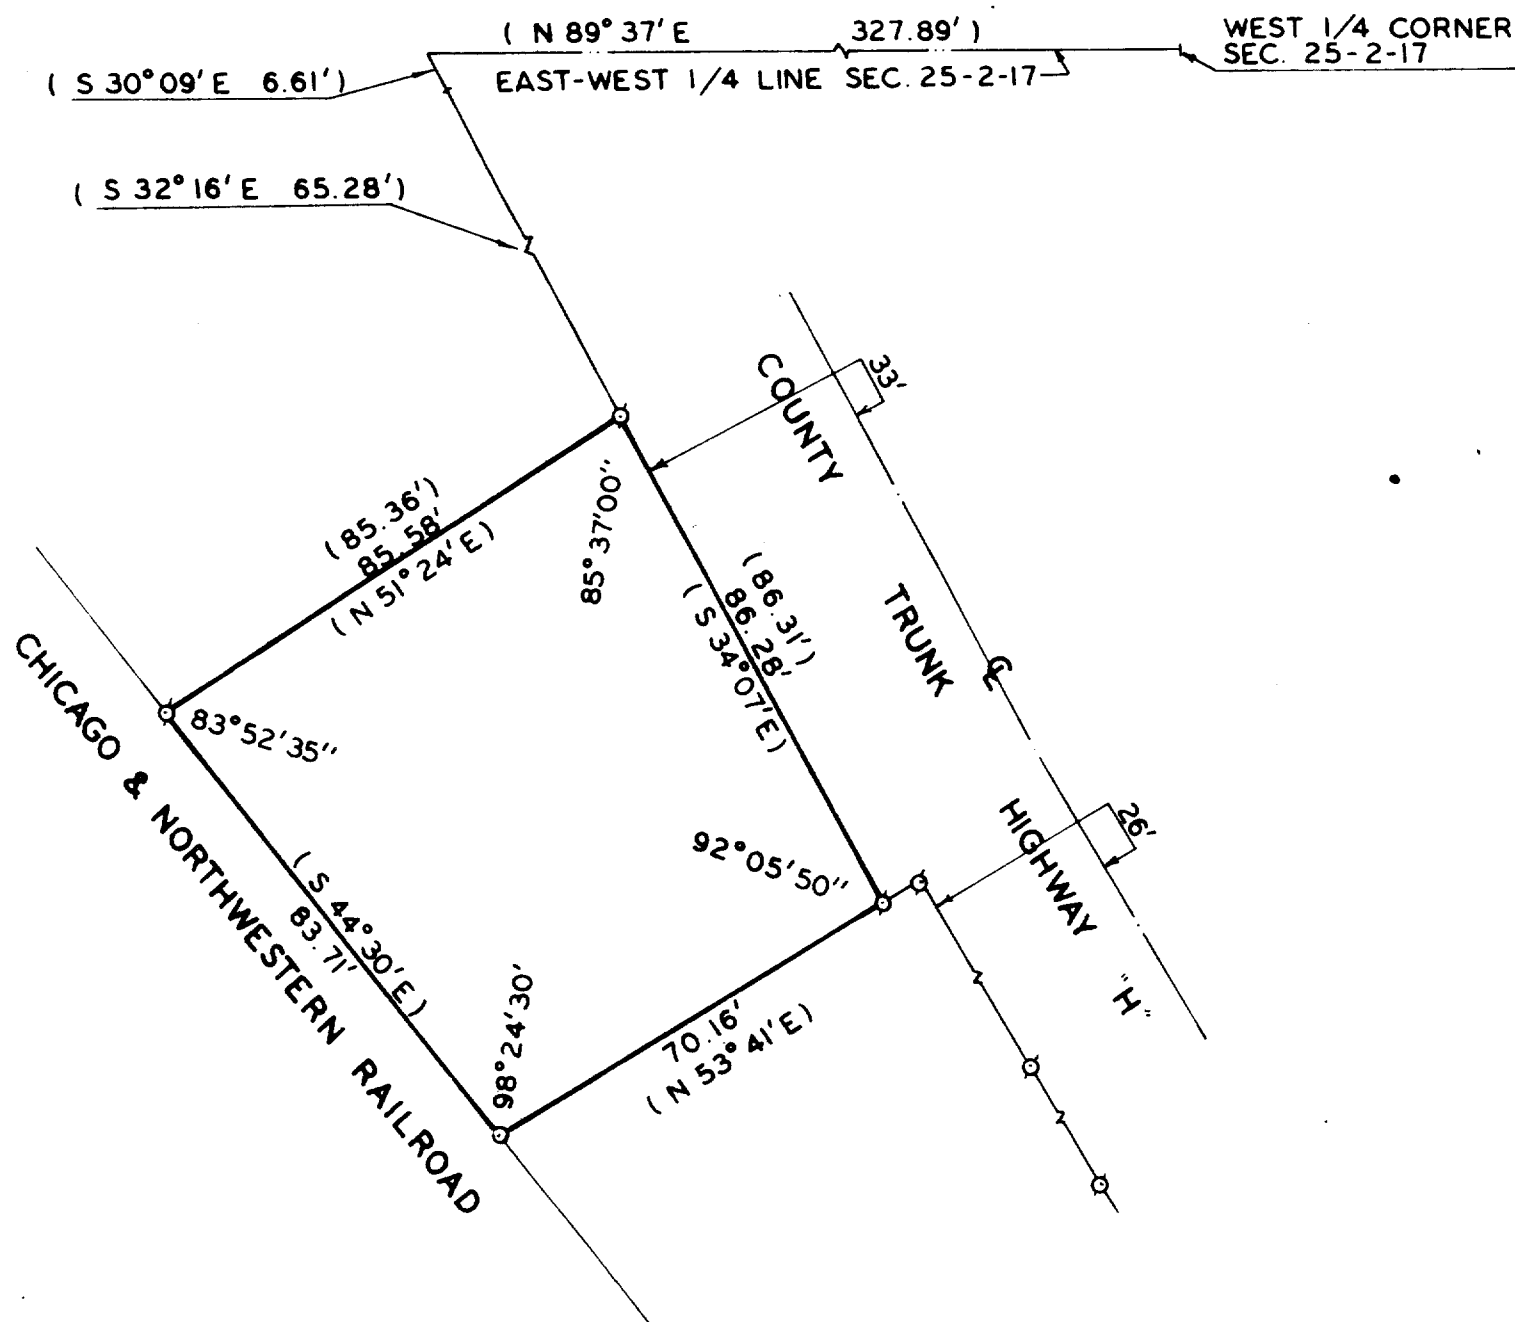 ( N 89° 37' E 327.89' )
WEST 1/4 CORNER
SEC. 25-2-17
( S 30° 09' E 6.61' )
EAST-WEST 1/4 LINE SEC. 25-2-17
( S 32° 16' E 65.28' )
33'
COUNTY
TRUNK
HIGHWAY
"H"
℄
(85.36')
85.58'
( N 51° 24' E )
85° 37' 00"
(86.31')
86.28'
( S 34° 07' E )
83° 52' 35"
CHICAGO & NORTHWESTERN RAILROAD
( S 44° 30' E )
83.71'
92° 05' 50"
26'
98° 24' 30'
70.16'
( N 53° 41' E )